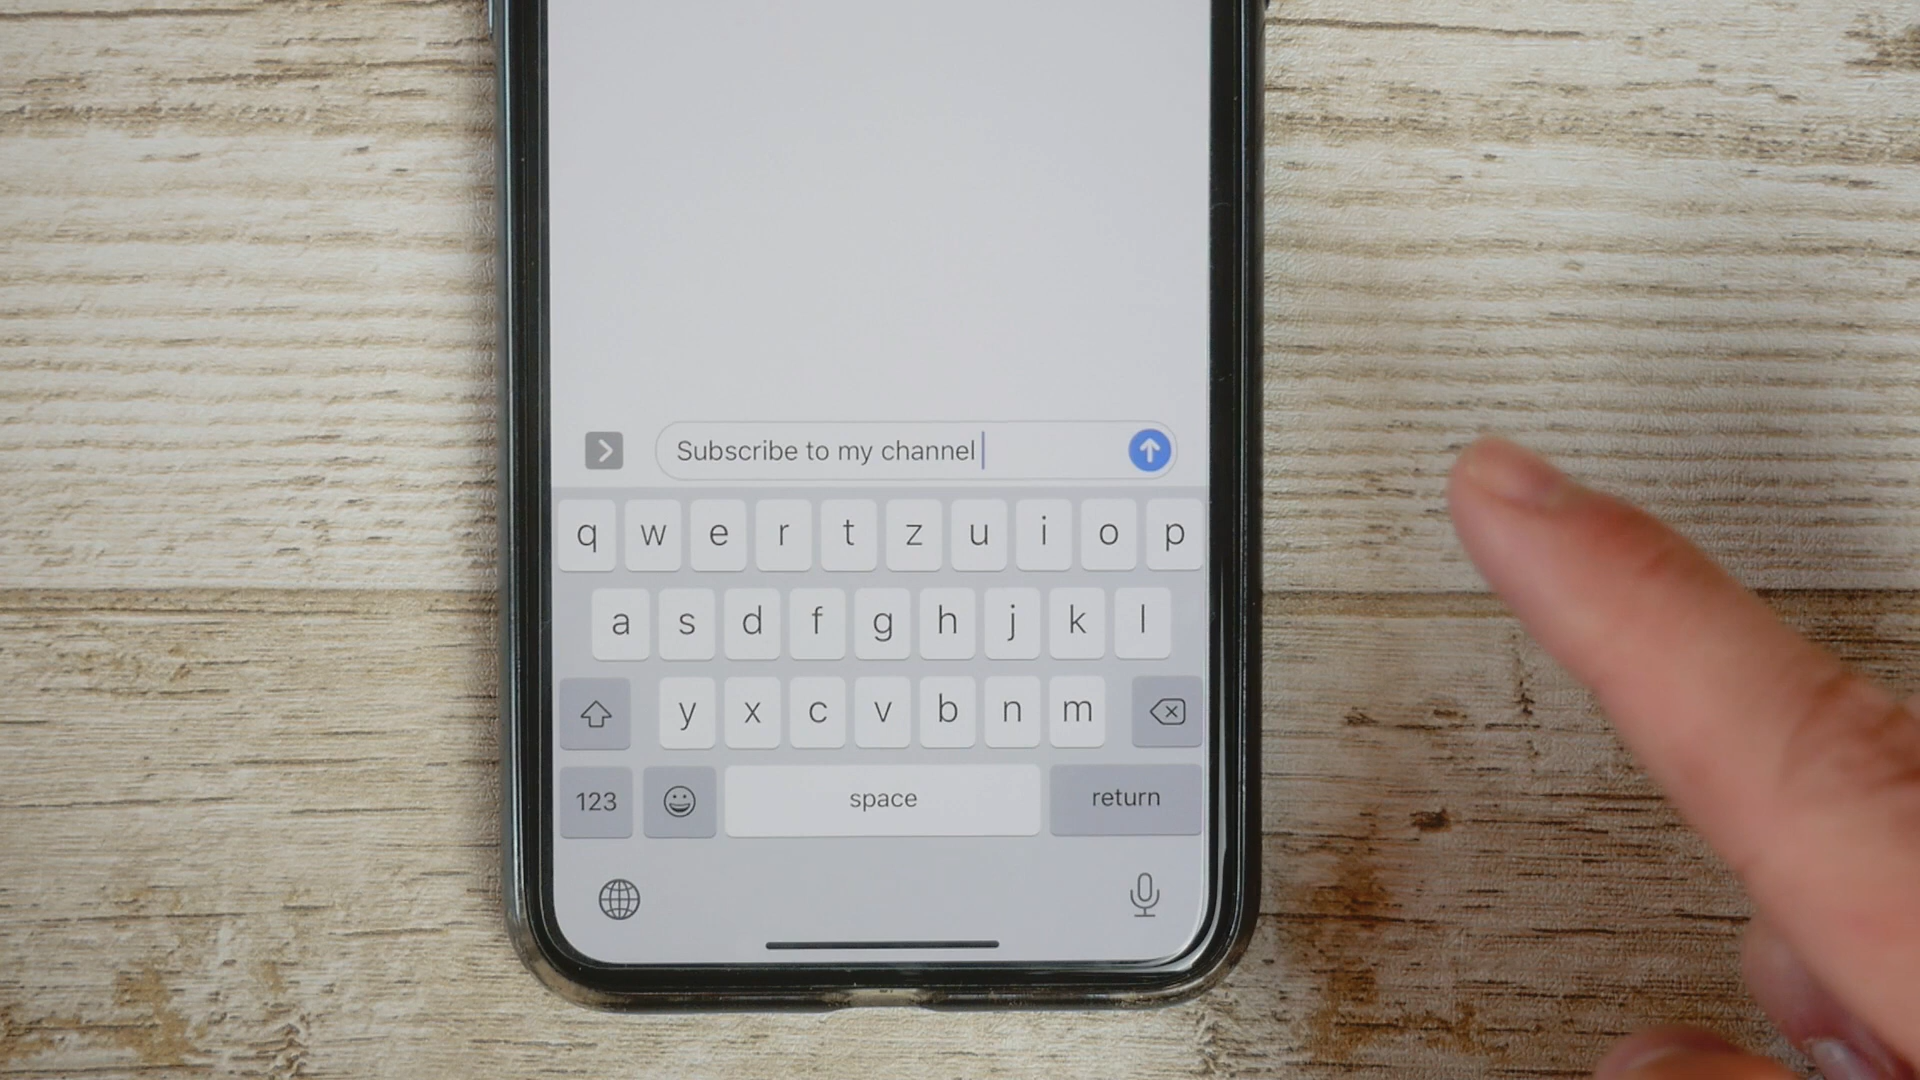 Subscribe to my channel
q w e r t z u i o p
a s d f g h j k l
y x c v b n m
123 space return